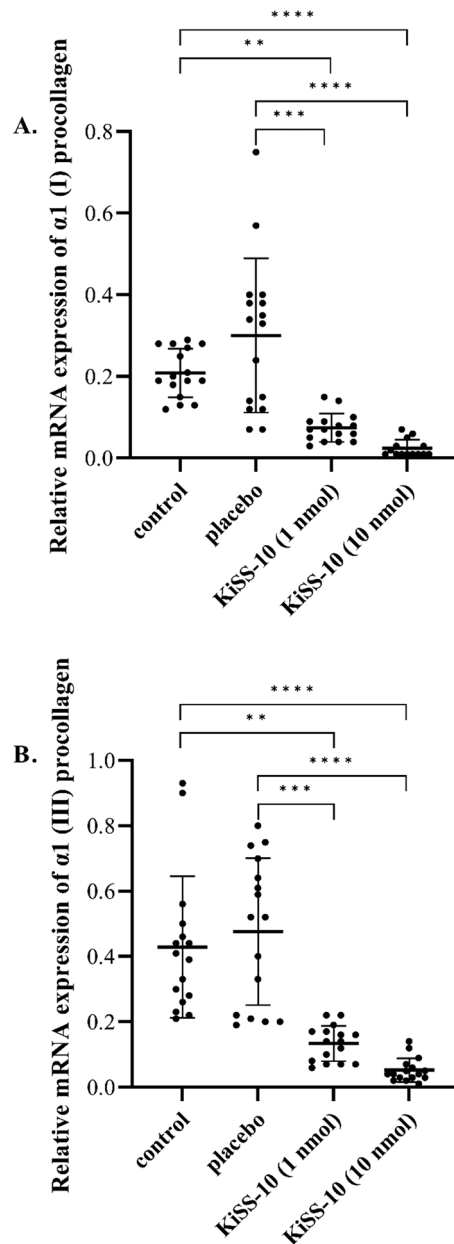 ****
**
****
***
A.
Relative mRNA expression of α1 (I) procollagen
0.8
0.6
0.4
0.2
0.0
control
placebo
KiSS-10 (1 nmol)
KiSS-10 (10 nmol)
****
**
****
***
B.
Relative mRNA expression of α1 (III) procollagen
1.0
0.8
0.6
0.4
0.2
0.0
control
placebo
KiSS-10 (1 nmol)
KiSS-10 (10 nmol)